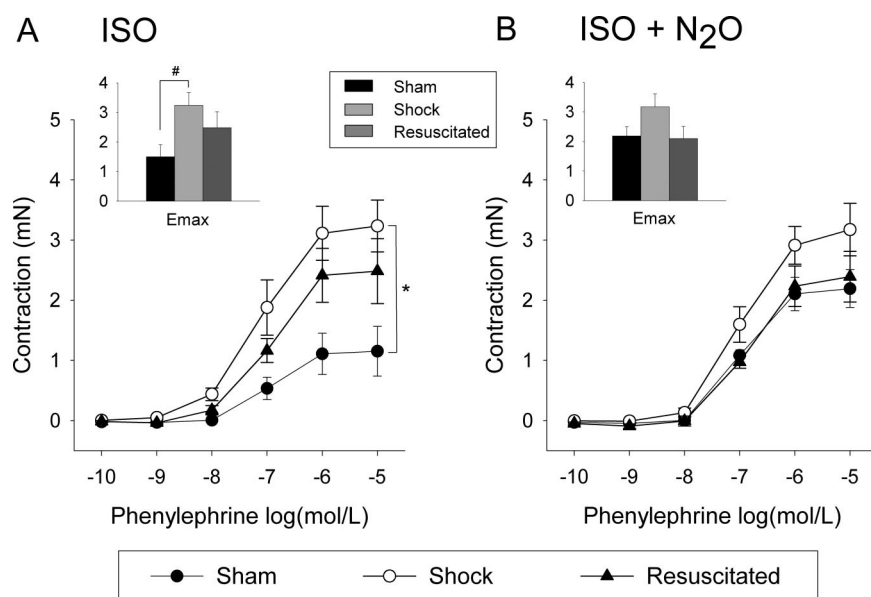 A ISO
#
4
3
2
1
0
Emax
Sham
Shock
Resuscitated
5
4
3
2
1
0
Contraction (mN)
*
-10 -9 -8 -7 -6 -5
Phenylephrine log(mol/L)
B ISO + N2O
4
3
2
1
0
Emax
5
4
3
2
1
0
Contraction (mN)
-10 -9 -8 -7 -6 -5
Phenylephrine log(mol/L)
Sham Shock Resuscitated